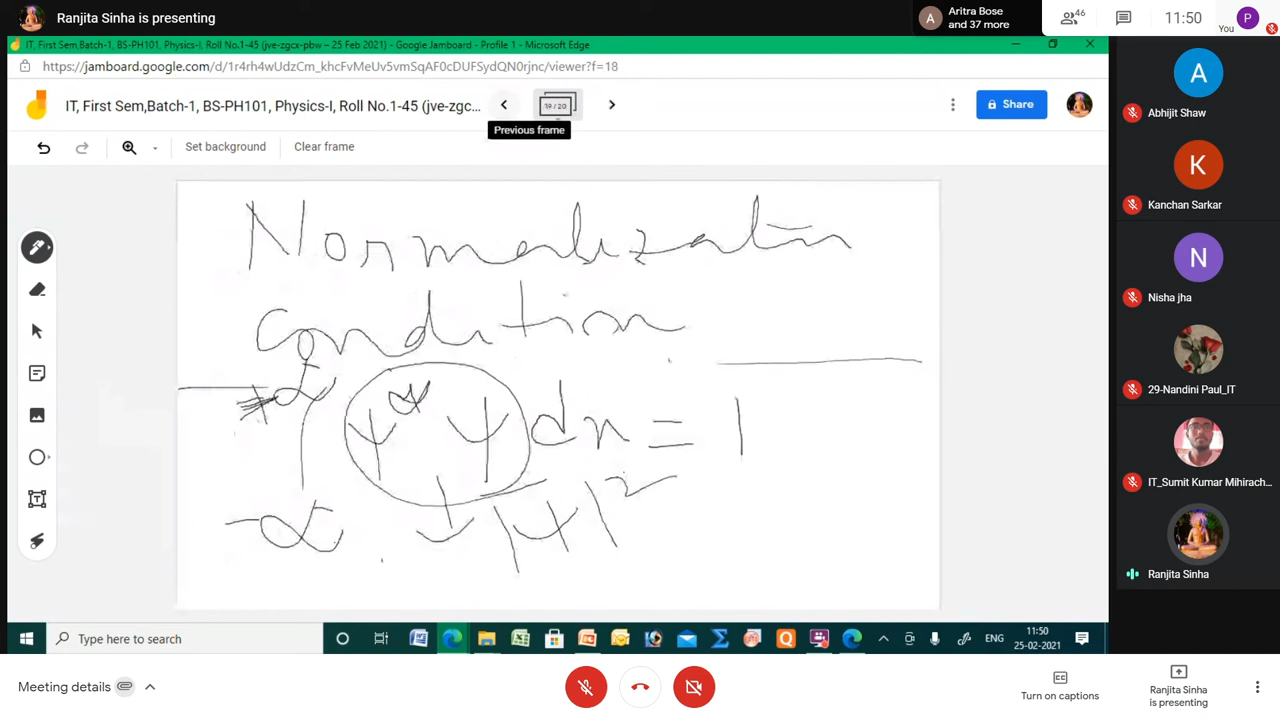 Ranjita Sinha is presenting
Aritra Bose
and 37 more
46
11:50
You
IT, First Sem,Batch-1, BS-PH101, Physics-I, Roll No.1-45 (jve-zgcx-pbw – 25 Feb 2021) - Google Jamboard - Profile 1 - Microsoft Edge
https://jamboard.google.com/d/1r4rh4wUdzCm_khcFvMeUv5vmSqAF0cDUFSydQN0rjnc/viewer?f=18
IT, First Sem,Batch-1, BS-PH101, Physics-I, Roll No.1-45 (jve-zgc...
19 / 20
Share
Previous frame
Set background
Clear frame
Normalizatin
condition
+∝
∫ ψ* ψ dx = 1
-∝
↓ |ψ|²
A
Abhijit Shaw
K
Kanchan Sarkar
N
Nisha jha
29-Nandini Paul_IT
IT_Sumit Kumar Mihirach...
Ranjita Sinha
Type here to search
ENG
11:50
25-02-2021
Meeting details
Turn on captions
Ranjita Sinha
is presenting